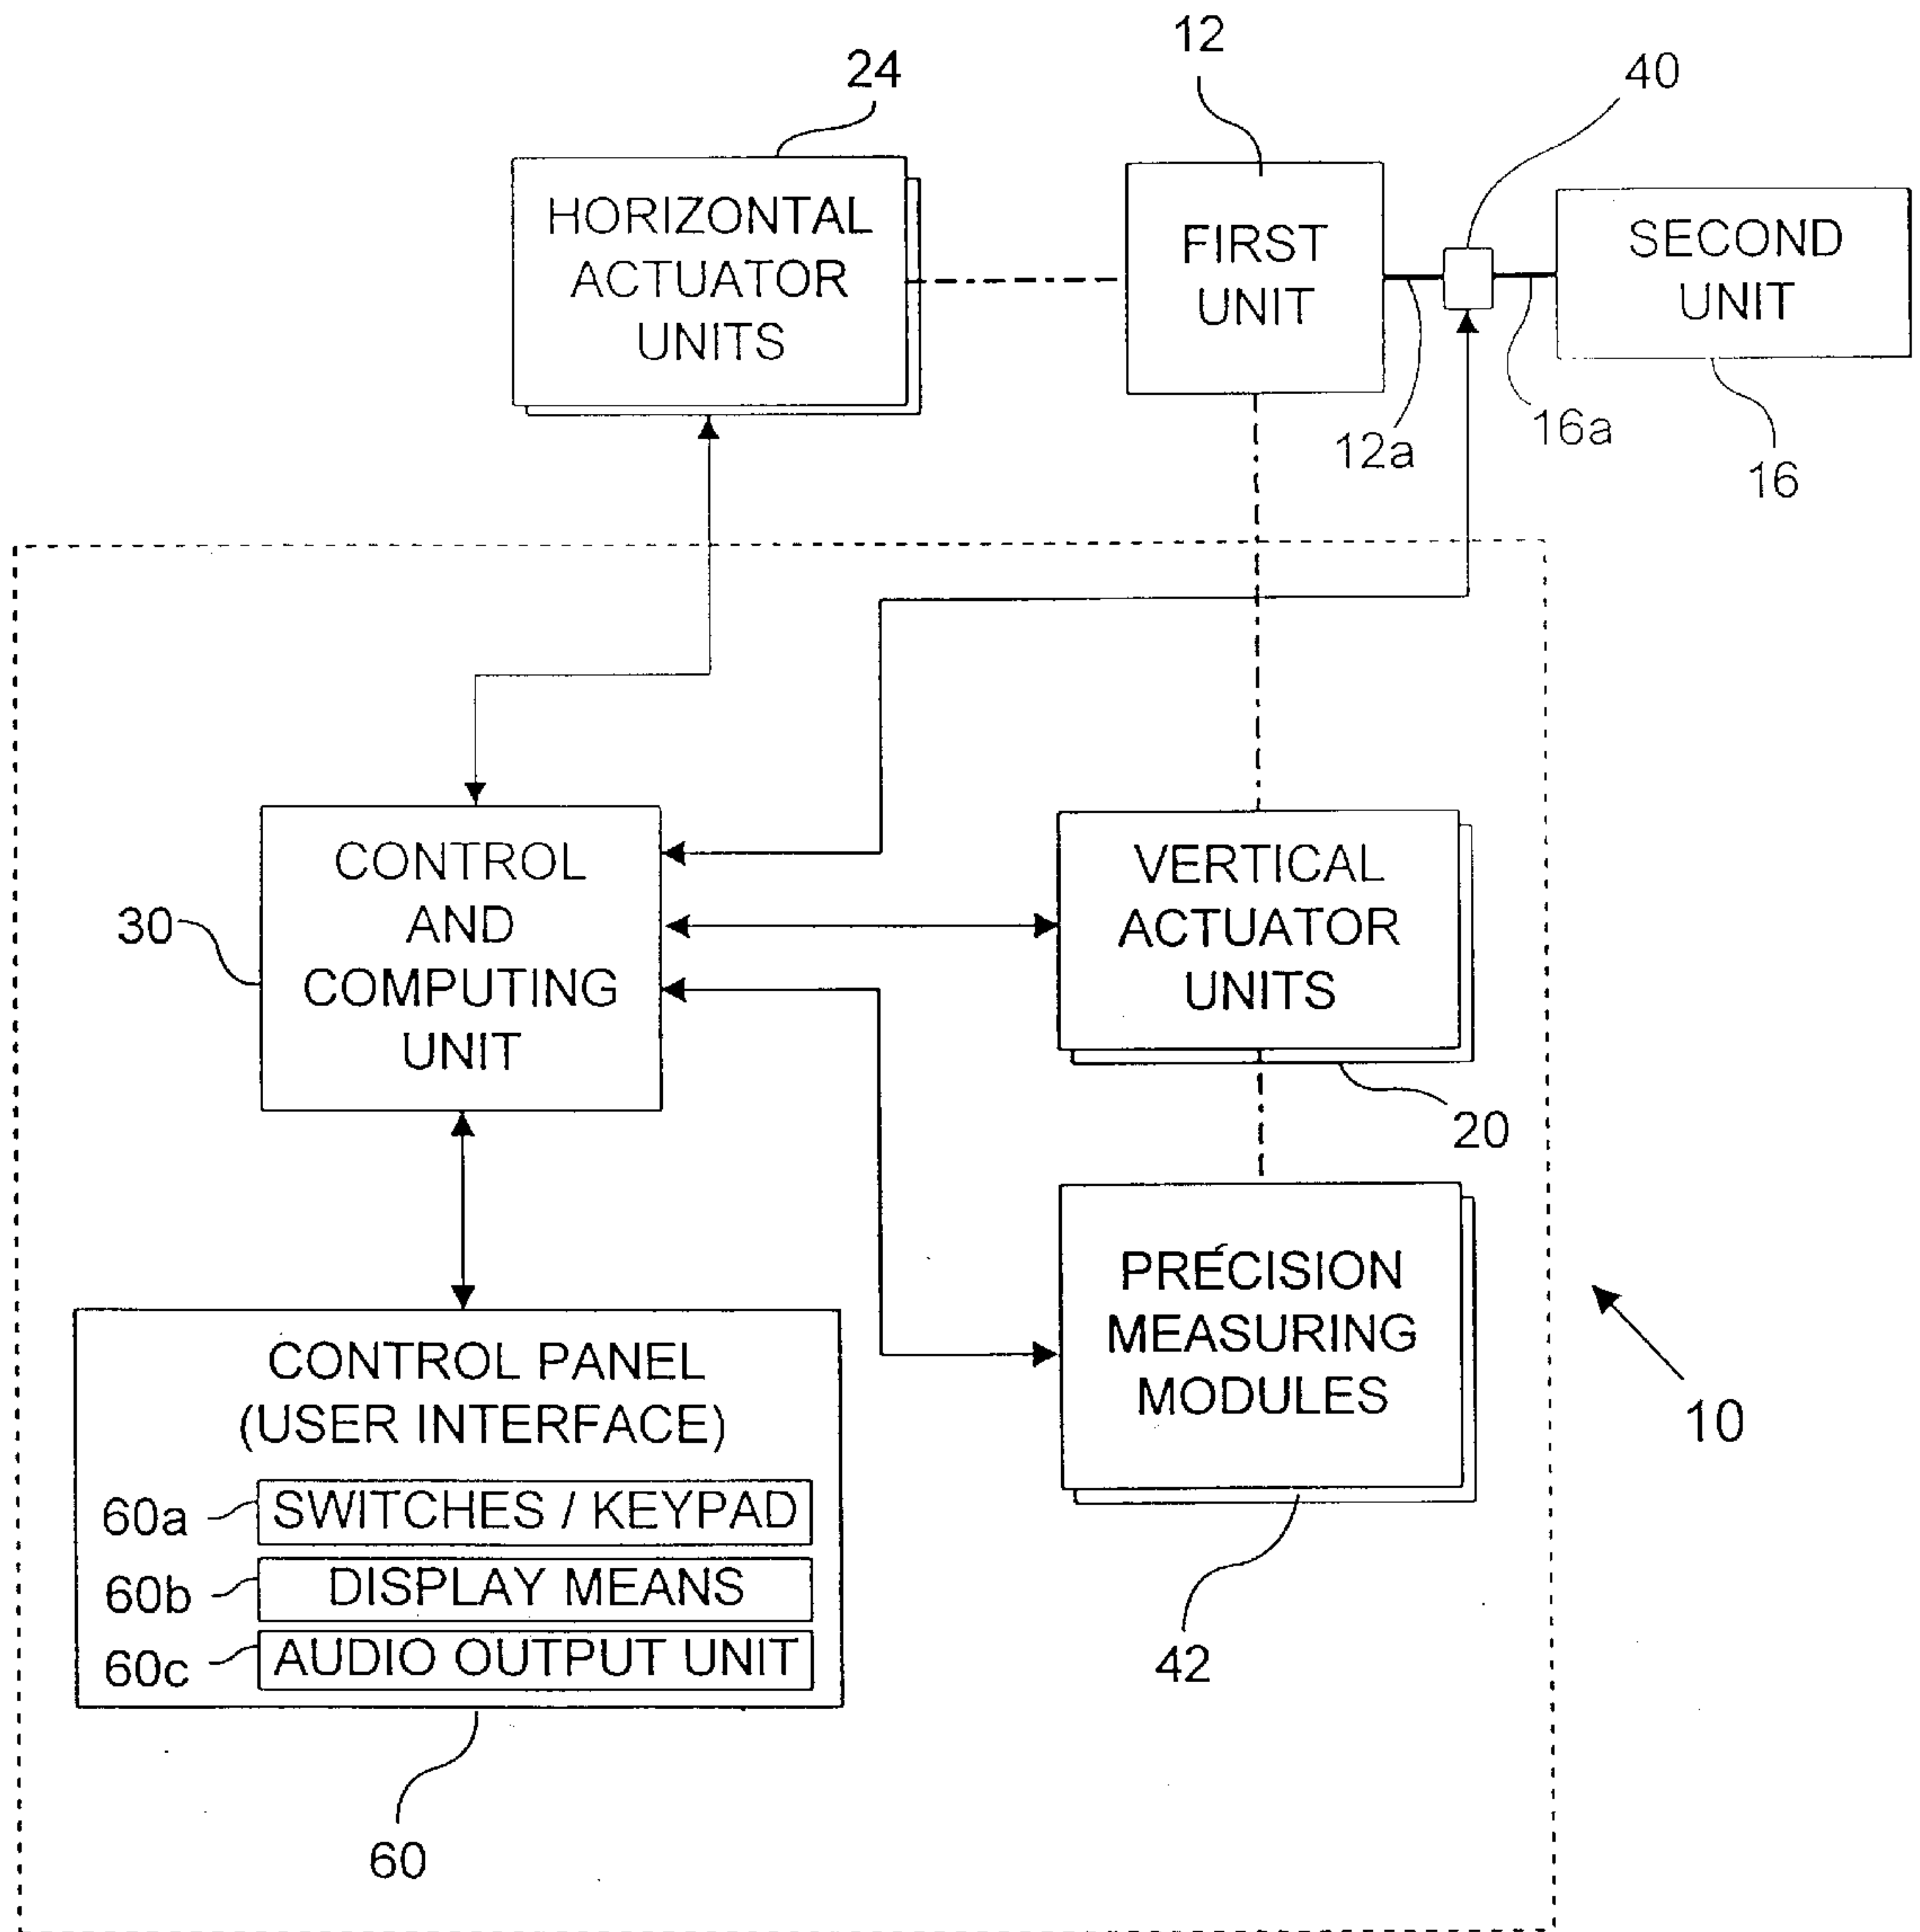 12
24
40
HORIZONTAL
ACTUATOR
UNITS
FIRST
UNIT
SECOND
UNIT
12a
16a
16
CONTROL
AND
COMPUTING
UNIT
30
VERTICAL
ACTUATOR
UNITS
20
PRECISION
MEASURING
MODULES
10
CONTROL PANEL
(USER INTERFACE)
60a
SWITCHES / KEYPAD
60b
DISPLAY MEANS
60c
AUDIO OUTPUT UNIT
42
60